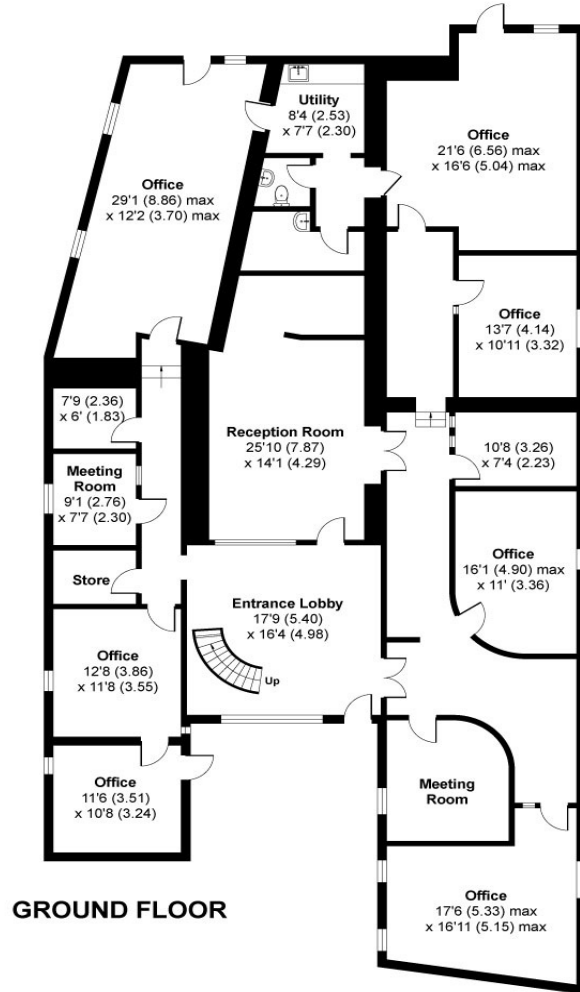 Utility
8'4 (2.53)
x 7'7 (2.30)
Office
21'6 (6.56) max
x 16'6 (5.04) max
Office
29'1 (8.86) max
x 12'2 (3.70) max
Office
13'7 (4.14)
x 10'11 (3.32)
7'9 (2.36)
x 6' (1.83)
Reception Room
25'10 (7.87)
x 14'1 (4.29)
10'8 (3.26)
x 7'4 (2.23)
Meeting
Room
9'1 (2.76)
x 7'7 (2.30)
Store
Office
16'1 (4.90) max
x 11' (3.36)
Entrance Lobby
17'9 (5.40)
x 16'4 (4.98)
Up
Office
12'8 (3.86)
x 11'8 (3.55)
Office
11'6 (3.51)
x 10'8 (3.24)
Meeting
Room
Office
17'6 (5.33) max
x 16'11 (5.15) max
GROUND FLOOR